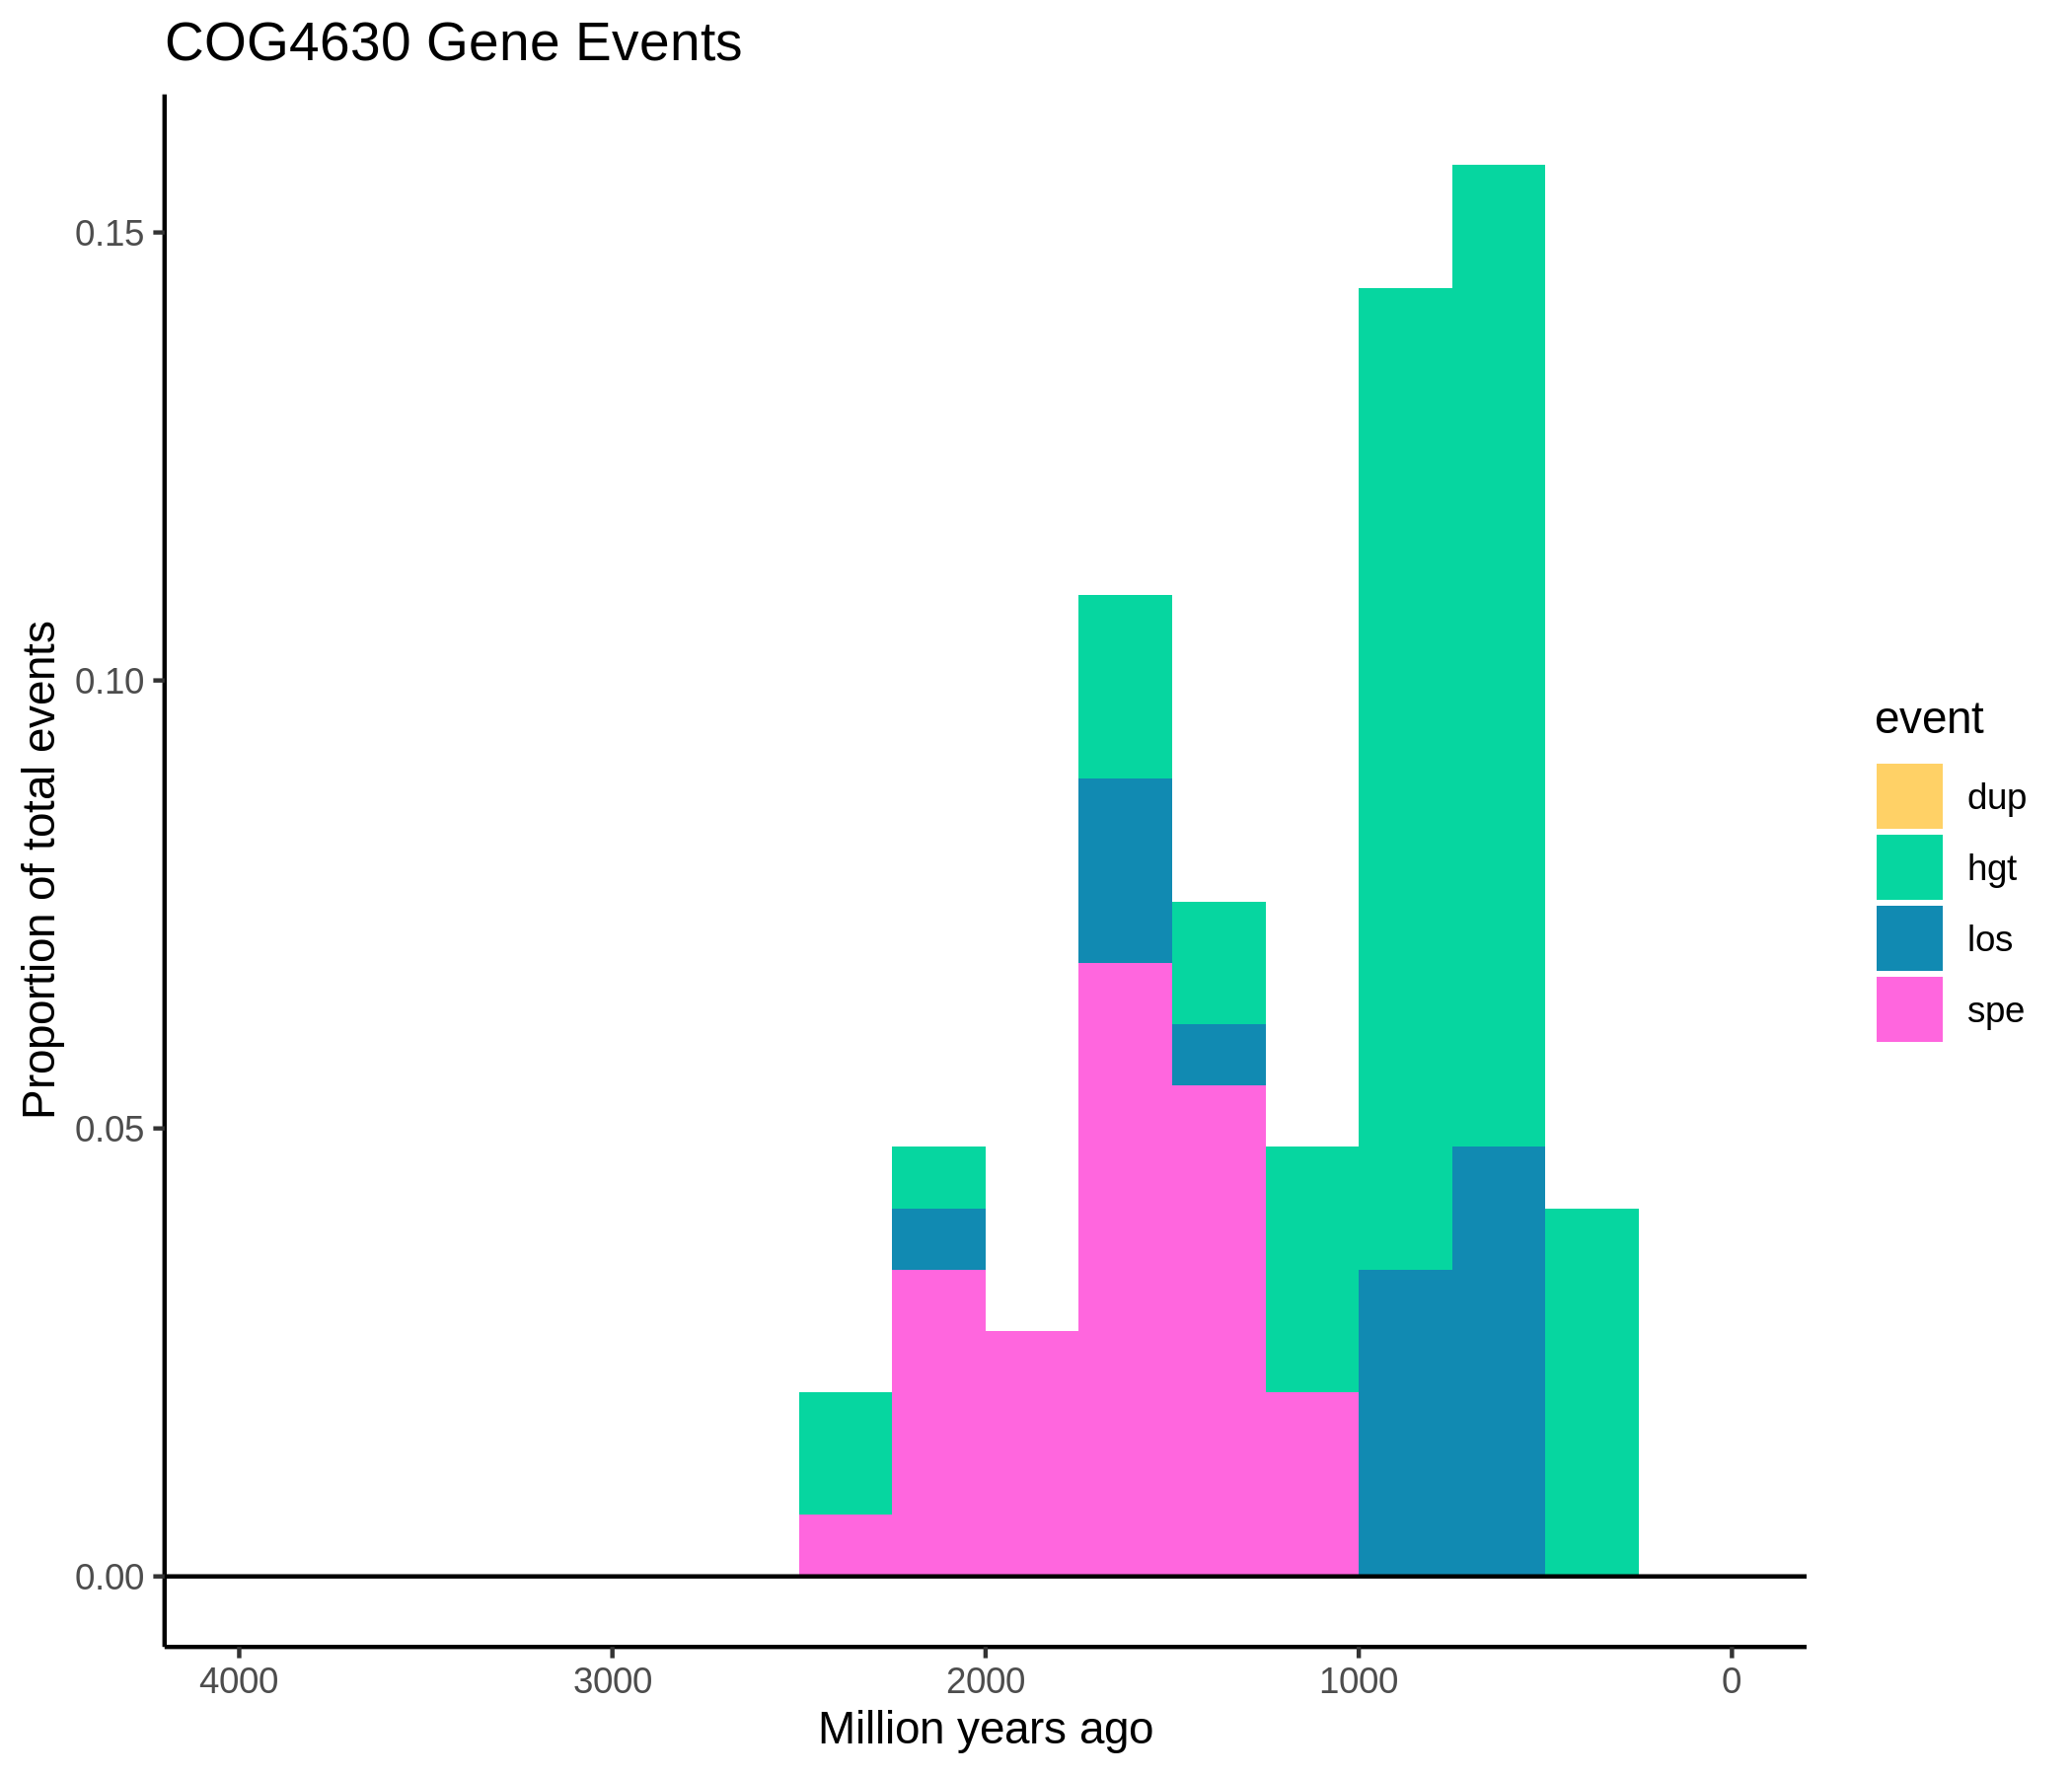 COG4630 Gene Events
Proportion of total events
0.15
0.10
0.05
0.00
4000 3000 2000 1000 0
Million years ago
event
dup
hgt
los
spe